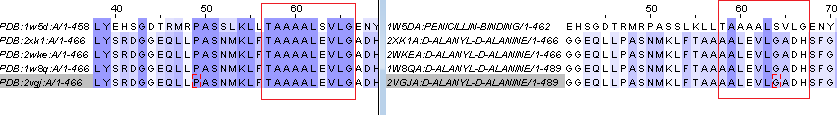 40 50 60
PDB:1w5d:A/1-458 LYEHSGDTRMRPASSLKLLTAAAALSVLGENY
PDB:2xk1:A/1-466 LYSRDGGEQLLPASNMKLFTAAAALEVLGADH
PDB:2wke:A/1-466 LYSRDGGEQLLPASNMKLFTAAAALEVLGADH
PDB:1w8q:A/1-466 LYSRDGGEQLLPASNMKLFTAAAALEVLGADH
PDB:2vgj:A/1-466 LYSRDGGEQLLPASNMKLFTAAAALEVLGADH
50 60 70
1W5DA:PENICILLIN-BINDING/1-462 EHSGDTRMRPASSLKLLTAAAALSVLGENY
2XK1A:D-ALANYL-D-ALANINE/1-466 GGEQLLPASNMKLFTAAAALEVLGADHSFG
2WKEA:D-ALANYL-D-ALANINE/1-466 GGEQLLPASNMKLFTAAAALEVLGADHSFG
1W8QA:D-ALANYL-D-ALANINE/1-489 GGEQLLPASNMKLFTAAAALEVLGADHSFG
2VGJA:D-ALANYL-D-ALANINE/1-489 GGEQLLPASNMKLFTAAAALEVLGADHSFG